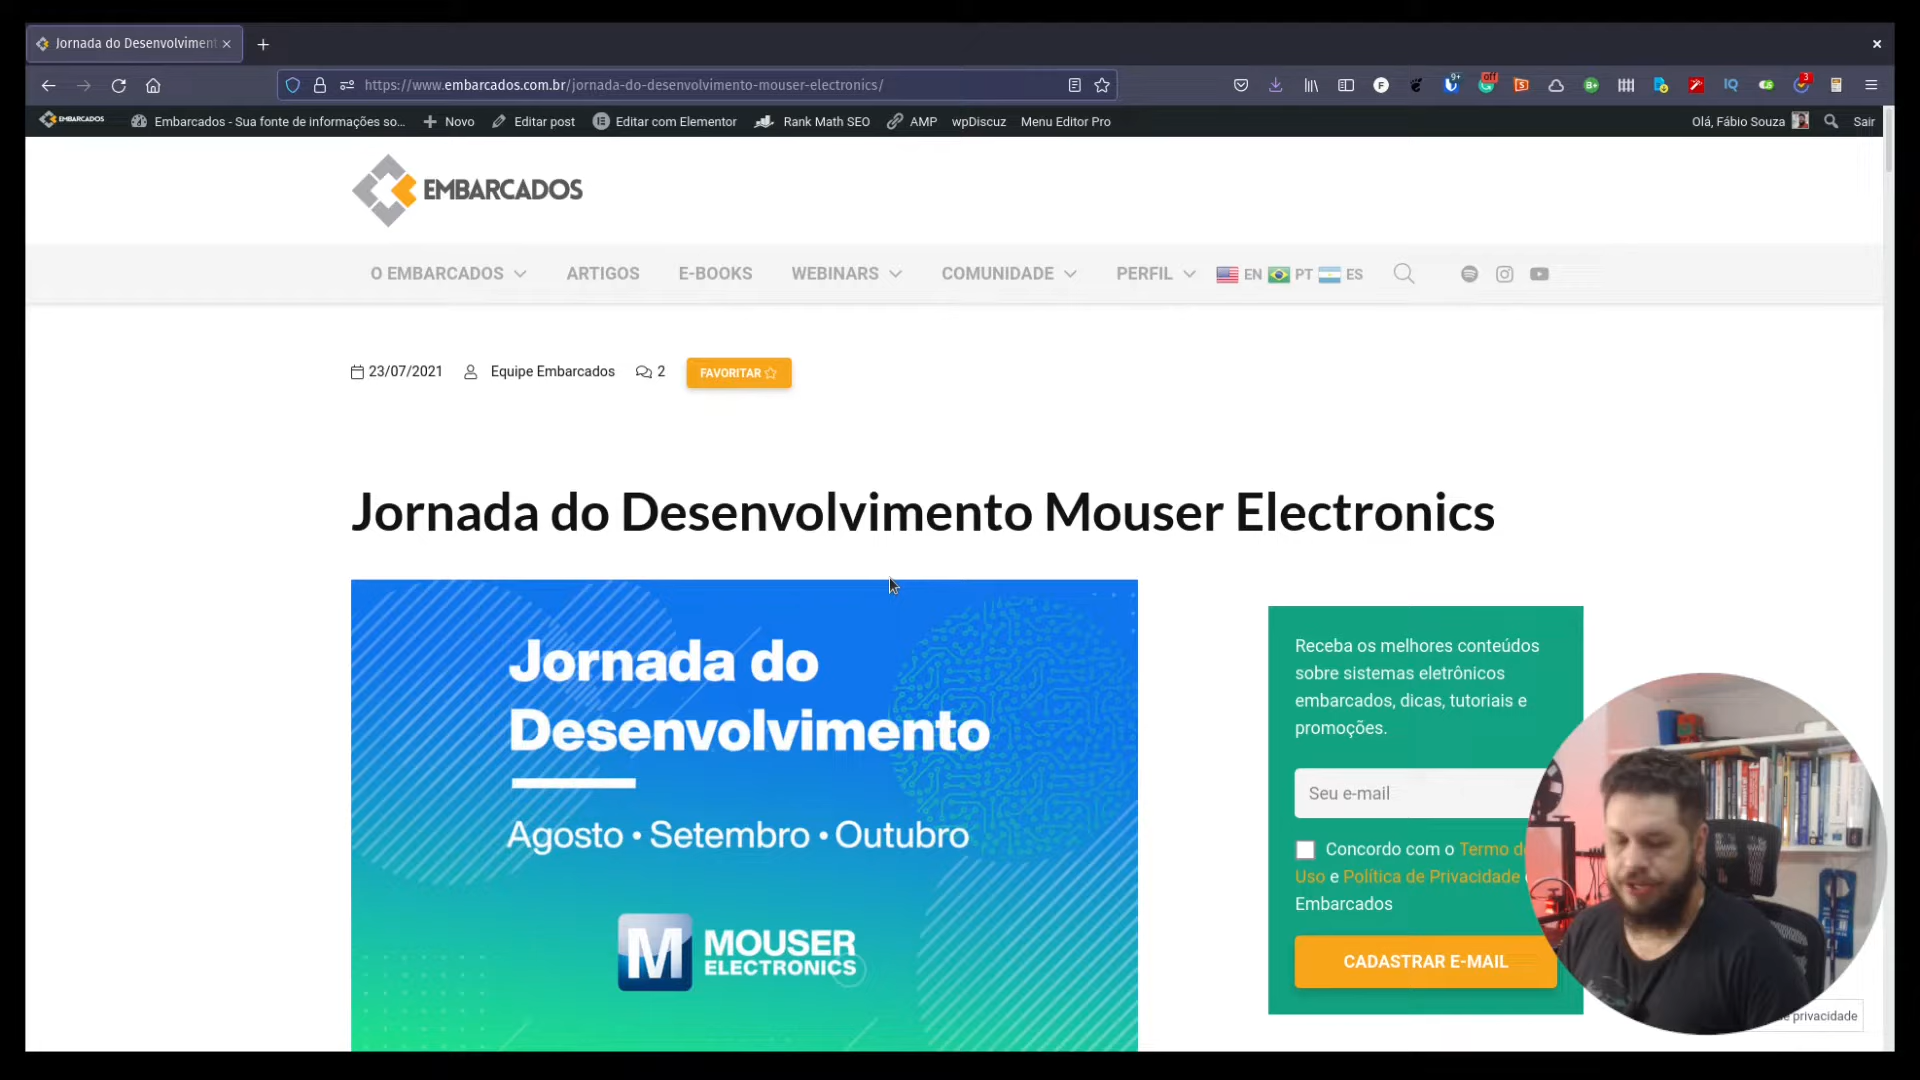 Jornada do Desenvolviment
https://www.embarcados.com.br/jornada-do-desenvolvimento-mouser-electronics/
9+
off
3
EMBARCADOS
Embarcados - Sua fonte de informações so...
Novo
Editar post
Editar com Elementor
Rank Math SEO
AMP
wpDiscuz
Menu Editor Pro
Olá, Fábio Souza
Sair
EMBARCADOS
O EMBARCADOS
ARTIGOS
E-BOOKS
WEBINARS
COMUNIDADE
PERFIL
EN
PT
ES
23/07/2021
Equipe Embarcados
2
FAVORITAR
Jornada do Desenvolvimento Mouser Electronics
Jornada do
Desenvolvimento
Agosto • Setembro • Outubro
M
MOUSER
ELECTRONICS
Receba os melhores conteúdos
sobre sistemas eletrônicos
embarcados, dicas, tutoriais e
promoções.
Seu e-mail
Concordo com o Termo d
Uso e Política de Privacidade
Embarcados
CADASTRAR E-MAIL
e privacidade